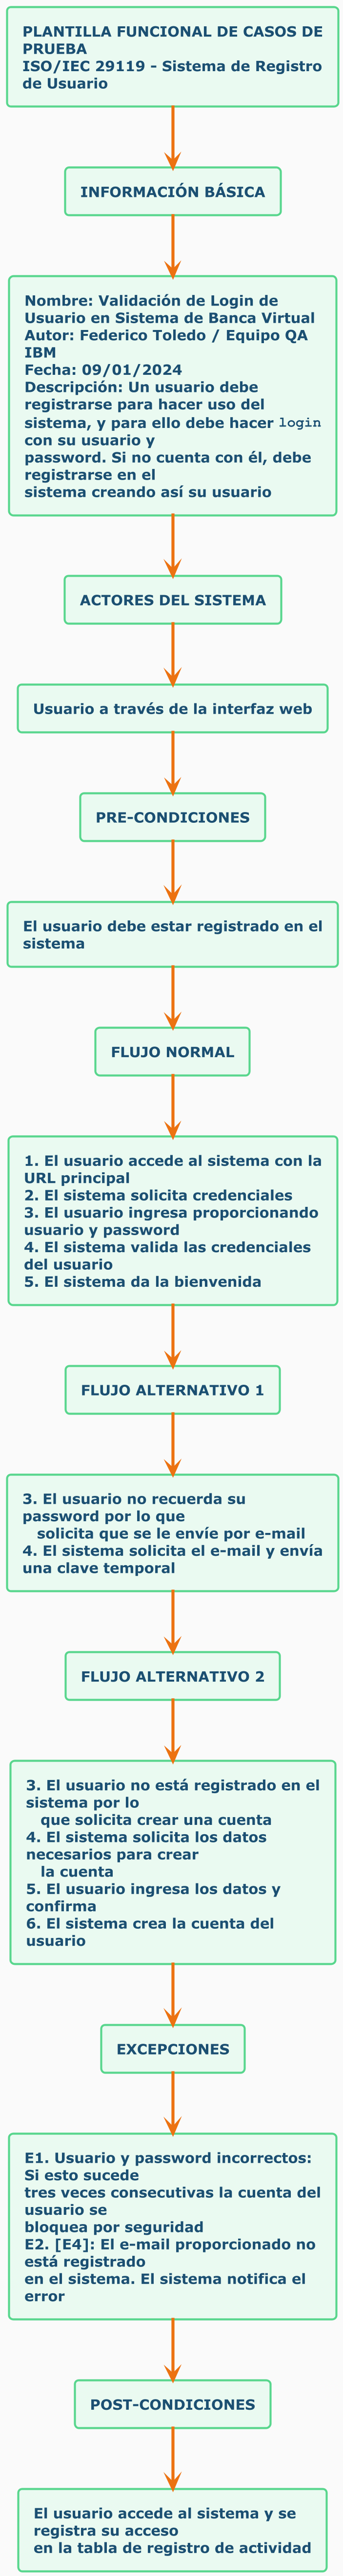 PLANTILLA FUNCIONAL DE CASOS DE
PRUEBA
ISO/IEC 29119 - Sistema de Registro
de Usuario
INFORMACIÓN BÁSICA
Nombre: Validación de Login de
Usuario en Sistema de Banca Virtual
Autor: Federico Toledo / Equipo QA
IBM
Fecha: 09/01/2024
Descripción: Un usuario debe
registrarse para hacer uso del
sistema, y para ello debe hacer login
con su usuario y
password. Si no cuenta con él, debe
registrarse en el
sistema creando así su usuario
ACTORES DEL SISTEMA
Usuario a través de la interfaz web
PRE-CONDICIONES
El usuario debe estar registrado en el
sistema
FLUJO NORMAL
1. El usuario accede al sistema con la
URL principal
2. El sistema solicita credenciales
3. El usuario ingresa proporcionando
usuario y password
4. El sistema valida las credenciales
del usuario
5. El sistema da la bienvenida
FLUJO ALTERNATIVO 1
3. El usuario no recuerda su
password por lo que
solicita que se le envíe por e-mail
4. El sistema solicita el e-mail y envía
una clave temporal
FLUJO ALTERNATIVO 2
3. El usuario no está registrado en el
sistema por lo
que solicita crear una cuenta
4. El sistema solicita los datos
necesarios para crear
la cuenta
5. El usuario ingresa los datos y
confirma
6. El sistema crea la cuenta del
usuario
EXCEPCIONES
E1. Usuario y password incorrectos:
Si esto sucede
tres veces consecutivas la cuenta del
usuario se
bloquea por seguridad
E2. [E4]: El e-mail proporcionado no
está registrado
en el sistema. El sistema notifica el
error
POST-CONDICIONES
El usuario accede al sistema y se
registra su acceso
en la tabla de registro de actividad